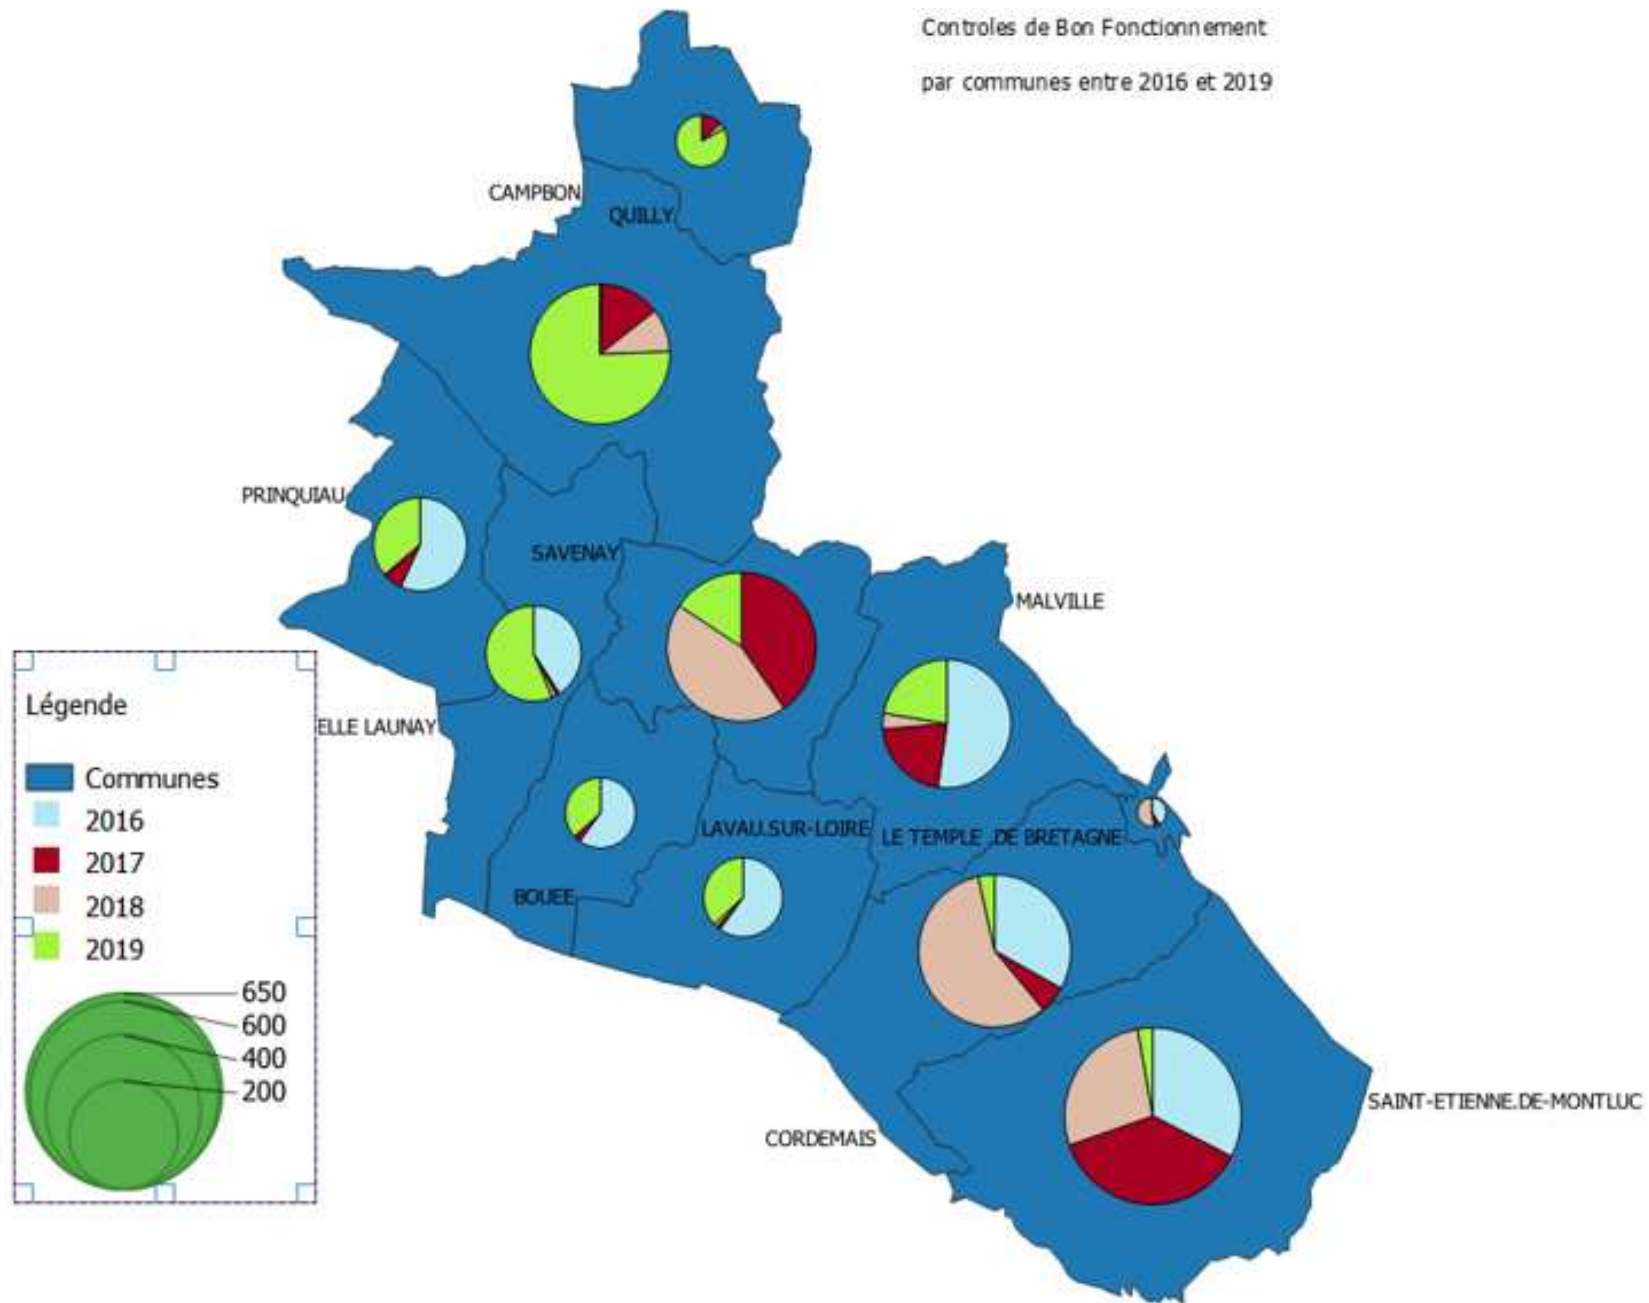 Controles de Bon Fonctionnement
par communes entre 2016 et 2019
CAMPBON
QUILLY
PRINQUIAU
SAVENAY
MALVILLE
ELLE LAUNAY
LAVAU.SUR-LOIRE
LE TEMPLE .DE BRETAGNE
BOUEE
SAINT-ETIENNE.DE-MONTLUC
CORDEMAIS
Légende
Communes
2016
2017
2018
2019
650
600
400
200